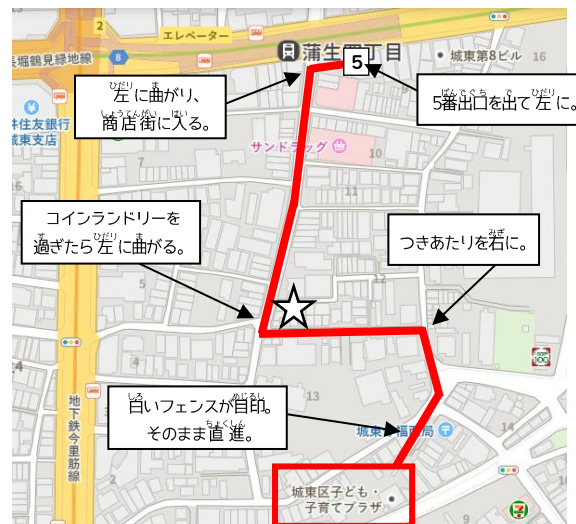 2
エレベーター
長堀鶴見緑地線
8
蒲生四丁目
5
城東第8ビル
16
左に曲がり、
商店街に入る。
5番出口を出て左に。
井住友銀行
城東支店
7
サンドラッグ
10
11
コインランドリーを
過ぎたら左に曲がる。
つきあたりを右に。
5
12
4
100
地下鉄今里筋線
13
白いフェンスが目印。
そのまま直進。
14
城東区子ども・
子育てプラザ
9
10